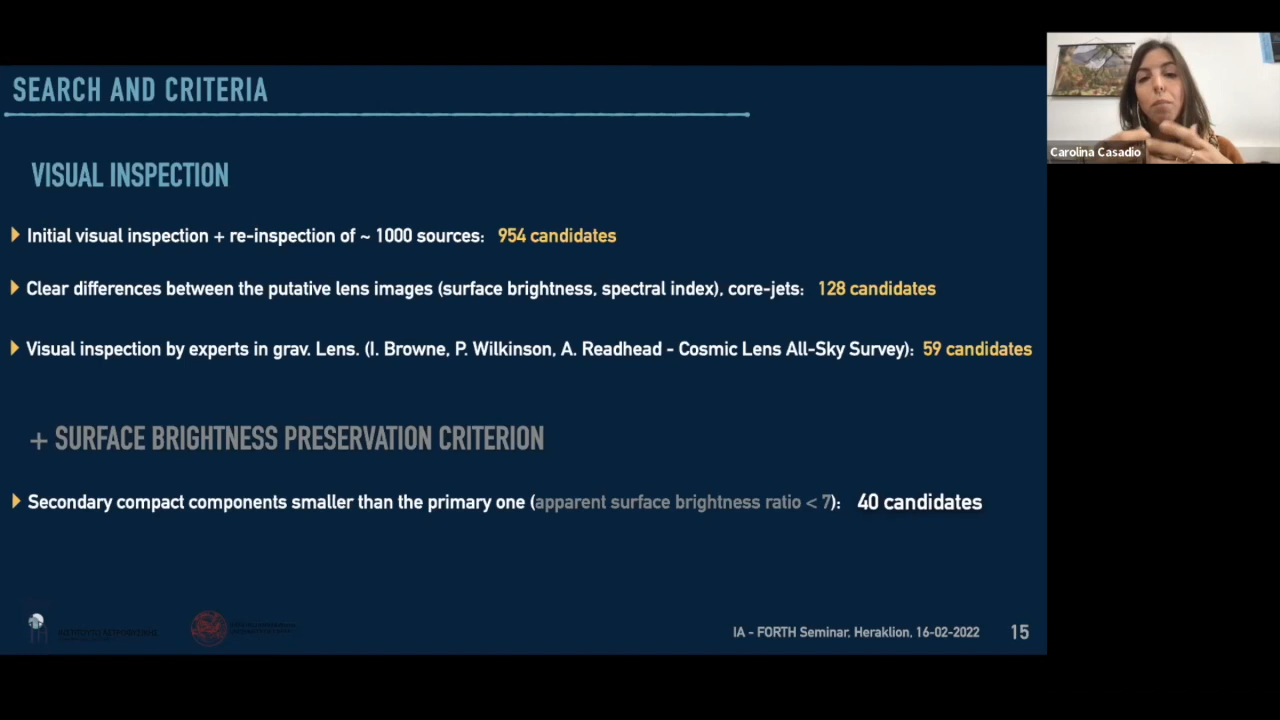 SEARCH AND CRITERIA
Carolina Casadio
VISUAL INSPECTION
Initial visual inspection + re-inspection of ~ 1000 sources: 954 candidates
Clear differences between the putative lens images (surface brightness, spectral index), core-jets: 128 candidates
Visual inspection by experts in grav. Lens. (I. Browne, P. Wilkinson, A. Readhead - Cosmic Lens All-Sky Survey): 59 candidates
+ SURFACE BRIGHTNESS PRESERVATION CRITERION
Secondary compact components smaller than the primary one (apparent surface brightness ratio < 7): 40 candidates
ΙΝΣΤΙΤΟΥΤΟ ΑΣΤΡΟΦΥΣΙΚΗΣ
IA - FORTH Seminar, Heraklion, 16-02-2022 15